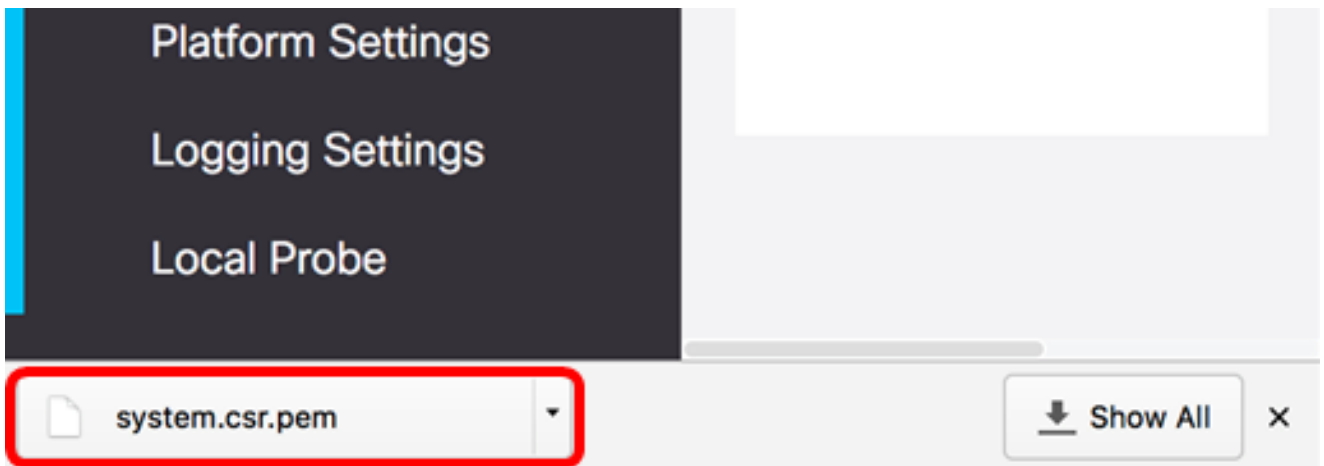 Platform Settings
Logging Settings
Local Probe
system.csr.pem
Show All